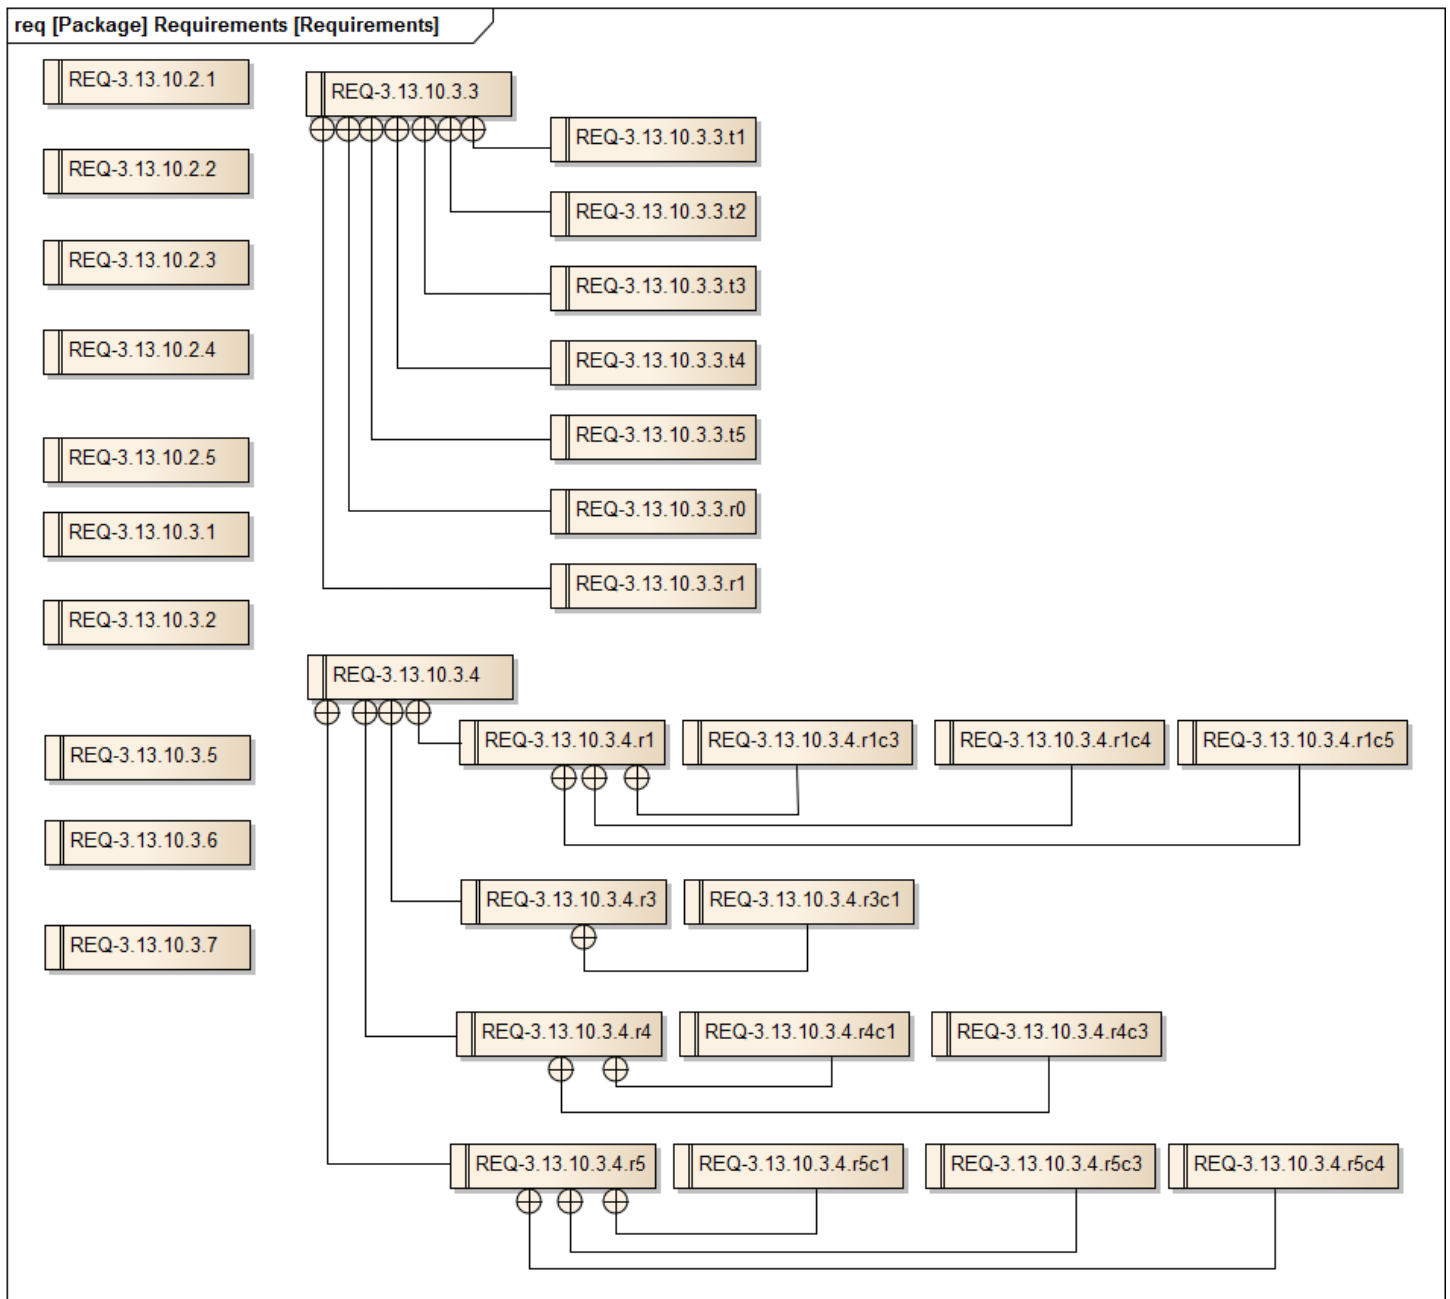 req [Package] Requirements [Requirements]
REQ-3.13.10.2.1
REQ-3.13.10.2.2
REQ-3.13.10.2.3
REQ-3.13.10.2.4
REQ-3.13.10.2.5
REQ-3.13.10.3.1
REQ-3.13.10.3.2
REQ-3.13.10.3.5
REQ-3.13.10.3.6
REQ-3.13.10.3.7
REQ-3.13.10.3.3
REQ-3.13.10.3.3.t1
REQ-3.13.10.3.3.t2
REQ-3.13.10.3.3.t3
REQ-3.13.10.3.3.t4
REQ-3.13.10.3.3.t5
REQ-3.13.10.3.3.r0
REQ-3.13.10.3.3.r1
REQ-3.13.10.3.4
REQ-3.13.10.3.4.r1
REQ-3.13.10.3.4.r1c3
REQ-3.13.10.3.4.r1c4
REQ-3.13.10.3.4.r1c5
REQ-3.13.10.3.4.r3
REQ-3.13.10.3.4.r3c1
REQ-3.13.10.3.4.r4
REQ-3.13.10.3.4.r4c1
REQ-3.13.10.3.4.r4c3
REQ-3.13.10.3.4.r5
REQ-3.13.10.3.4.r5c1
REQ-3.13.10.3.4.r5c3
REQ-3.13.10.3.4.r5c4